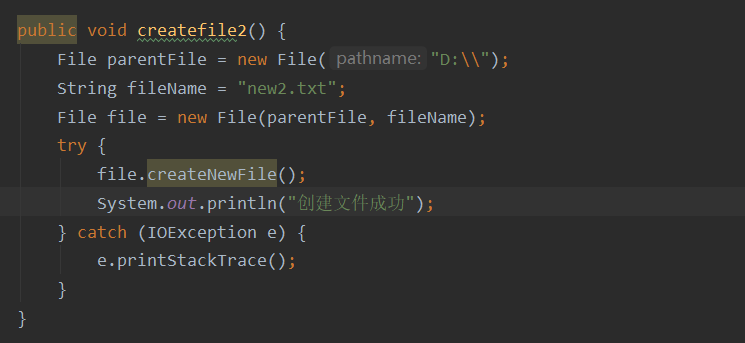 public void createfile2() {
File parentFile = new File( pathname: "D:\\");
String fileName = "new2.txt";
File file = new File(parentFile, fileName);
try {
file.createNewFile();
System.out.println("创建文件成功");
} catch (IOException e) {
e.printStackTrace();
}
}